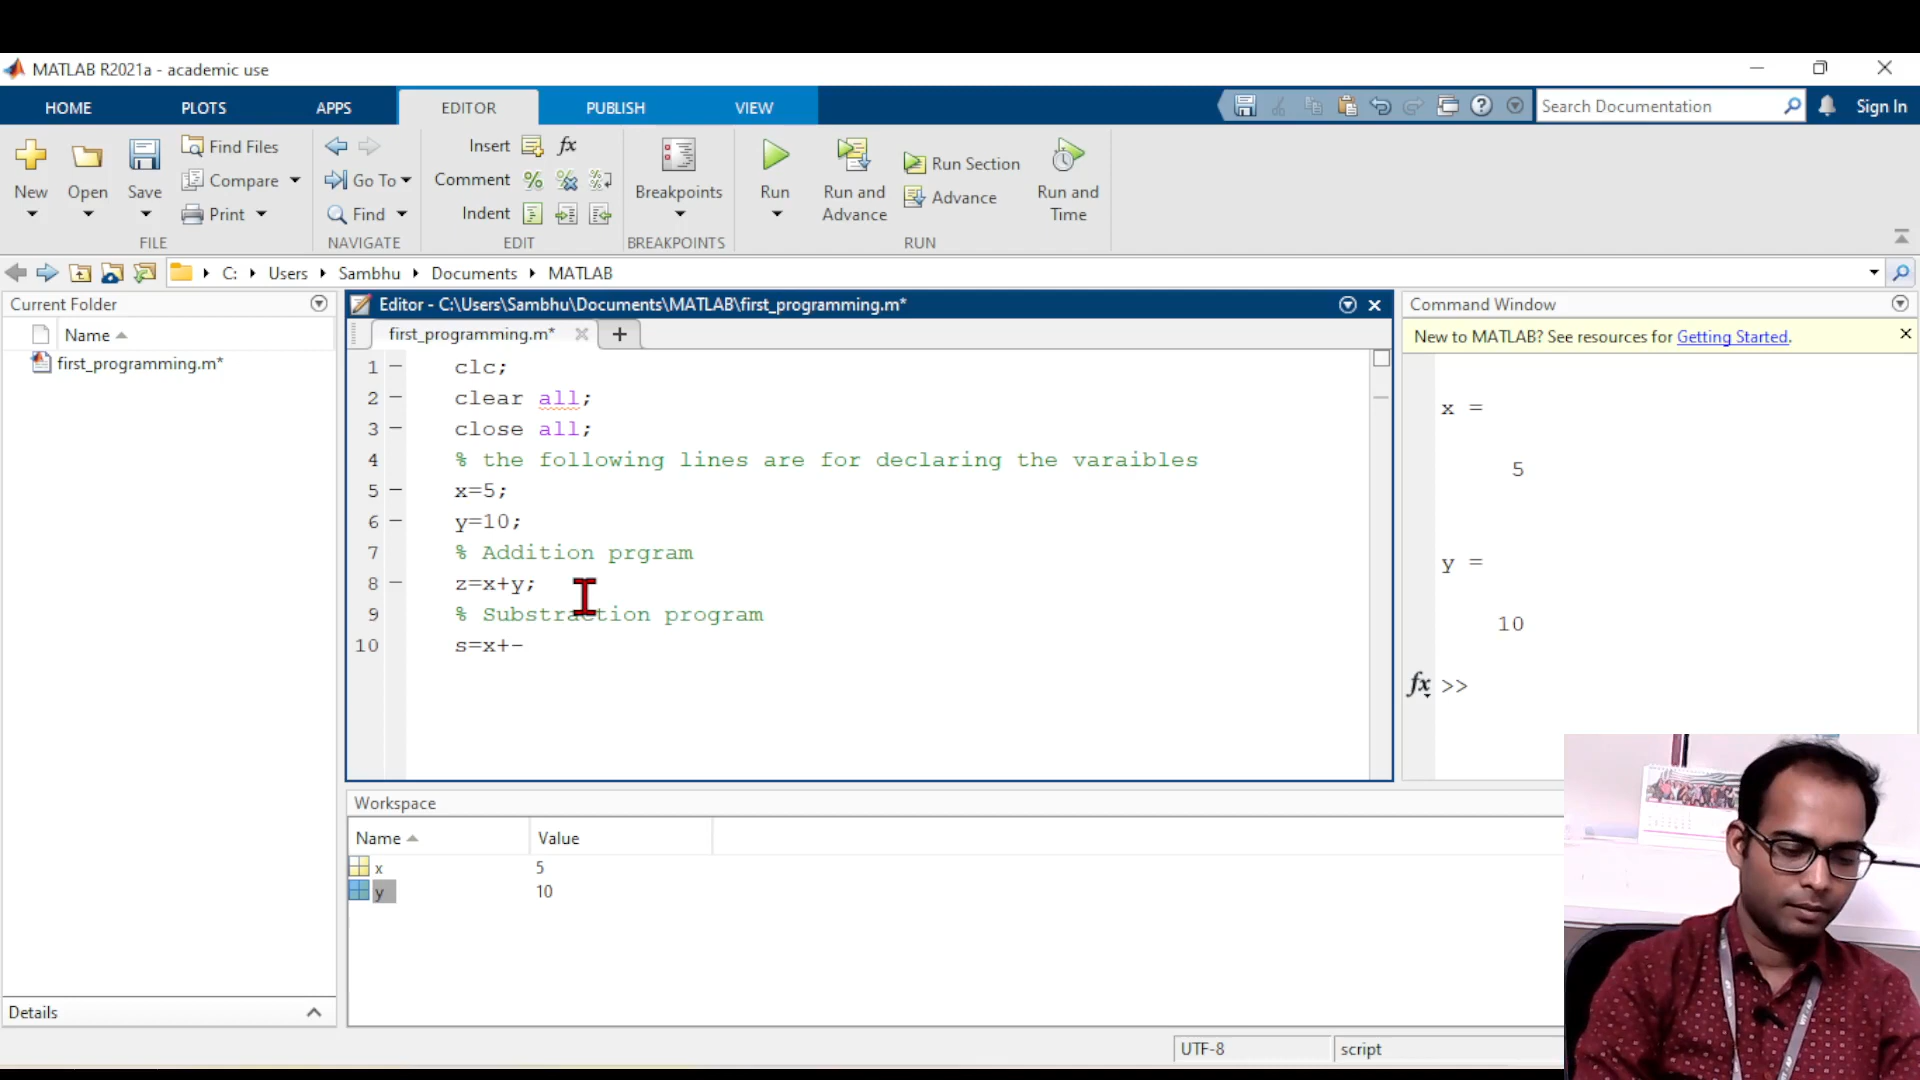 MATLAB R2021a - academic use
HOME PLOTS APPS EDITOR PUBLISH VIEW Search Documentation Sign In
New Open Save Find Files Compare Print FILE
Go To Find NAVIGATE
Insert fx Comment Indent EDIT
Breakpoints BREAKPOINTS
Run Run and Advance Run Section Advance Run and Time RUN
C: Users Sambhu Documents MATLAB
Current Folder
Name
first_programming.m*
Details
Editor - C:\Users\Sambhu\Documents\MATLAB\first_programming.m*
first_programming.m* +
1 clc;
2 clear all;
3 close all;
4 % the following lines are for declaring the varaibles
5 x=5;
6 y=10;
7 % Addition prgram
8 z=x+y;
9 % Substraction program
10 s=x+-
Command Window
New to MATLAB? See resources for Getting Started.
x =
5
y =
10
fx >>
Workspace
Name Value
x 5
y 10
UTF-8 script